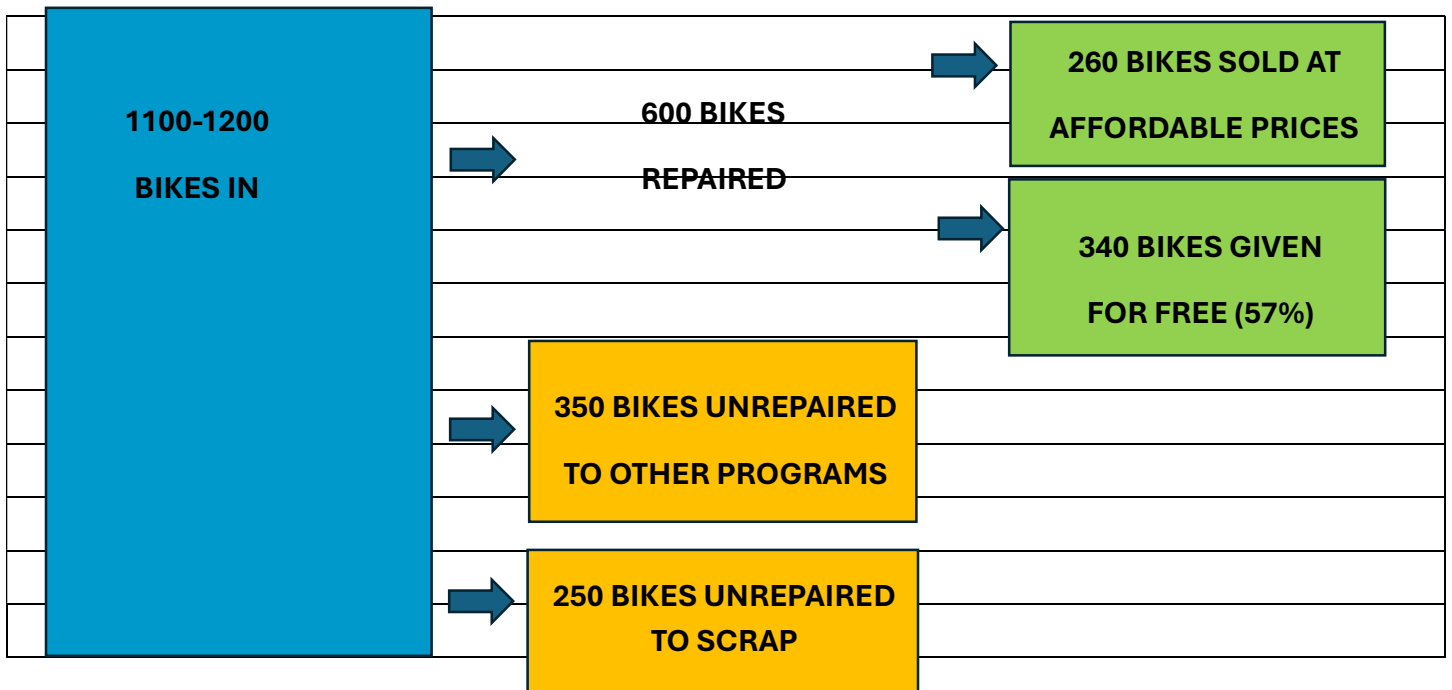 1100-1200
BIKES IN
600 BIKES
REPAIRED
260 BIKES SOLD AT
AFFORDABLE PRICES
340 BIKES GIVEN
FOR FREE (57%)
350 BIKES UNREPAIRED
TO OTHER PROGRAMS
250 BIKES UNREPAIRED
TO SCRAP